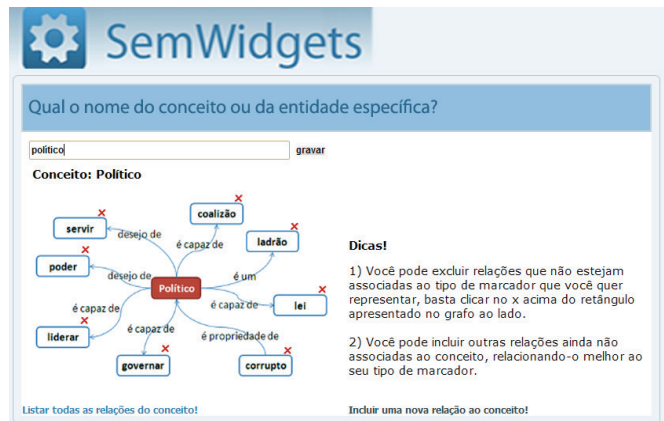 SemWidgets
Qual o nome do conceito ou da entidade específica?
politico
gravar
Conceito: Político
coalizão
servir
desejo de
é capaz de
ladrão
poder
desejo de
é um
Político
é capaz de
é capaz de
lei
liderar
é capaz de
é propriedade de
governar
corrupto
Dicas!
1) Você pode excluir relações que não estejam
associadas ao tipo de marcador que você quer
representar, basta clicar no x acima do retângulo
apresentado no grafo ao lado.
2) Você pode incluir outras relações ainda não
associadas ao conceito, relacionando-o melhor ao
seu tipo de marcador.
Listar todas as relações do conceito!
Incluir uma nova relação ao conceito!